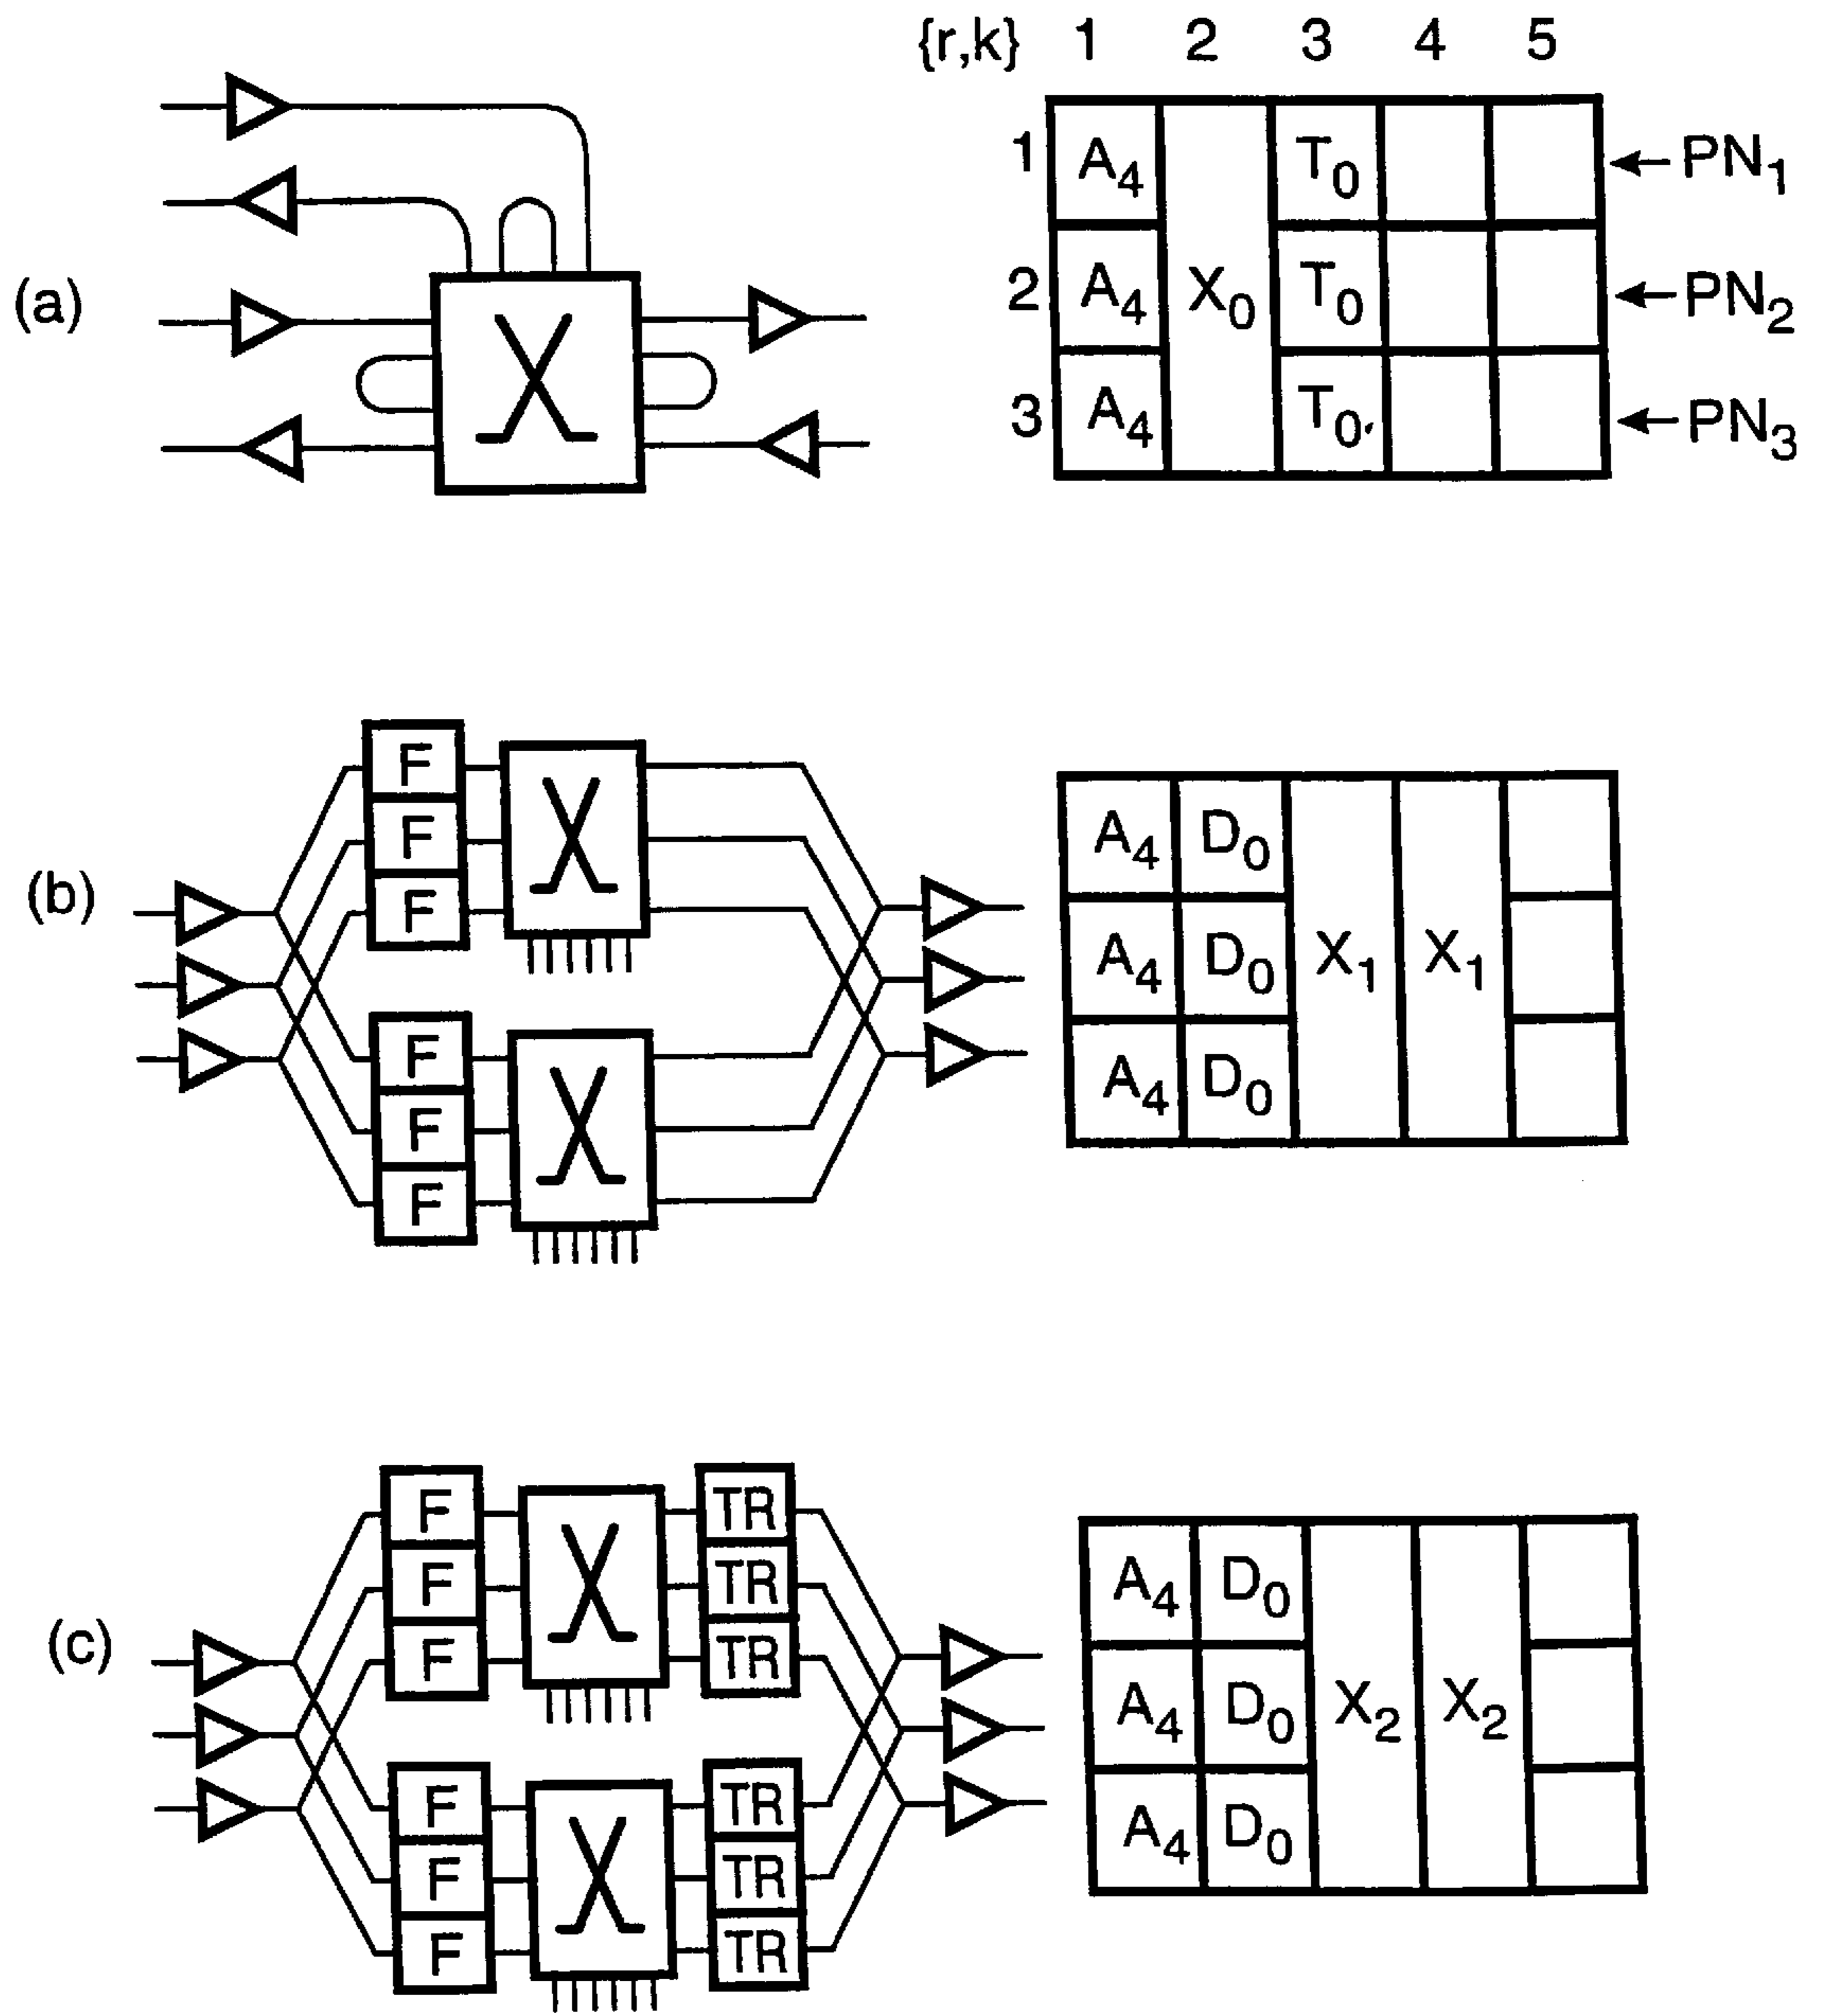 {r,k} 1 2 3 4 5
(a)
X
1 A4 T0 ← PN1
2 A4 X0 T0 ← PN2
3 A4 T0 ← PN3
(b)
F
F
F
X
F
F
F
X
A4 D0
A4 D0 X1 X1
A4 D0
(c)
F
F
F
X
TR
TR
TR
F
F
F
X
TR
TR
TR
A4 D0
A4 D0 X2 X2
A4 D0